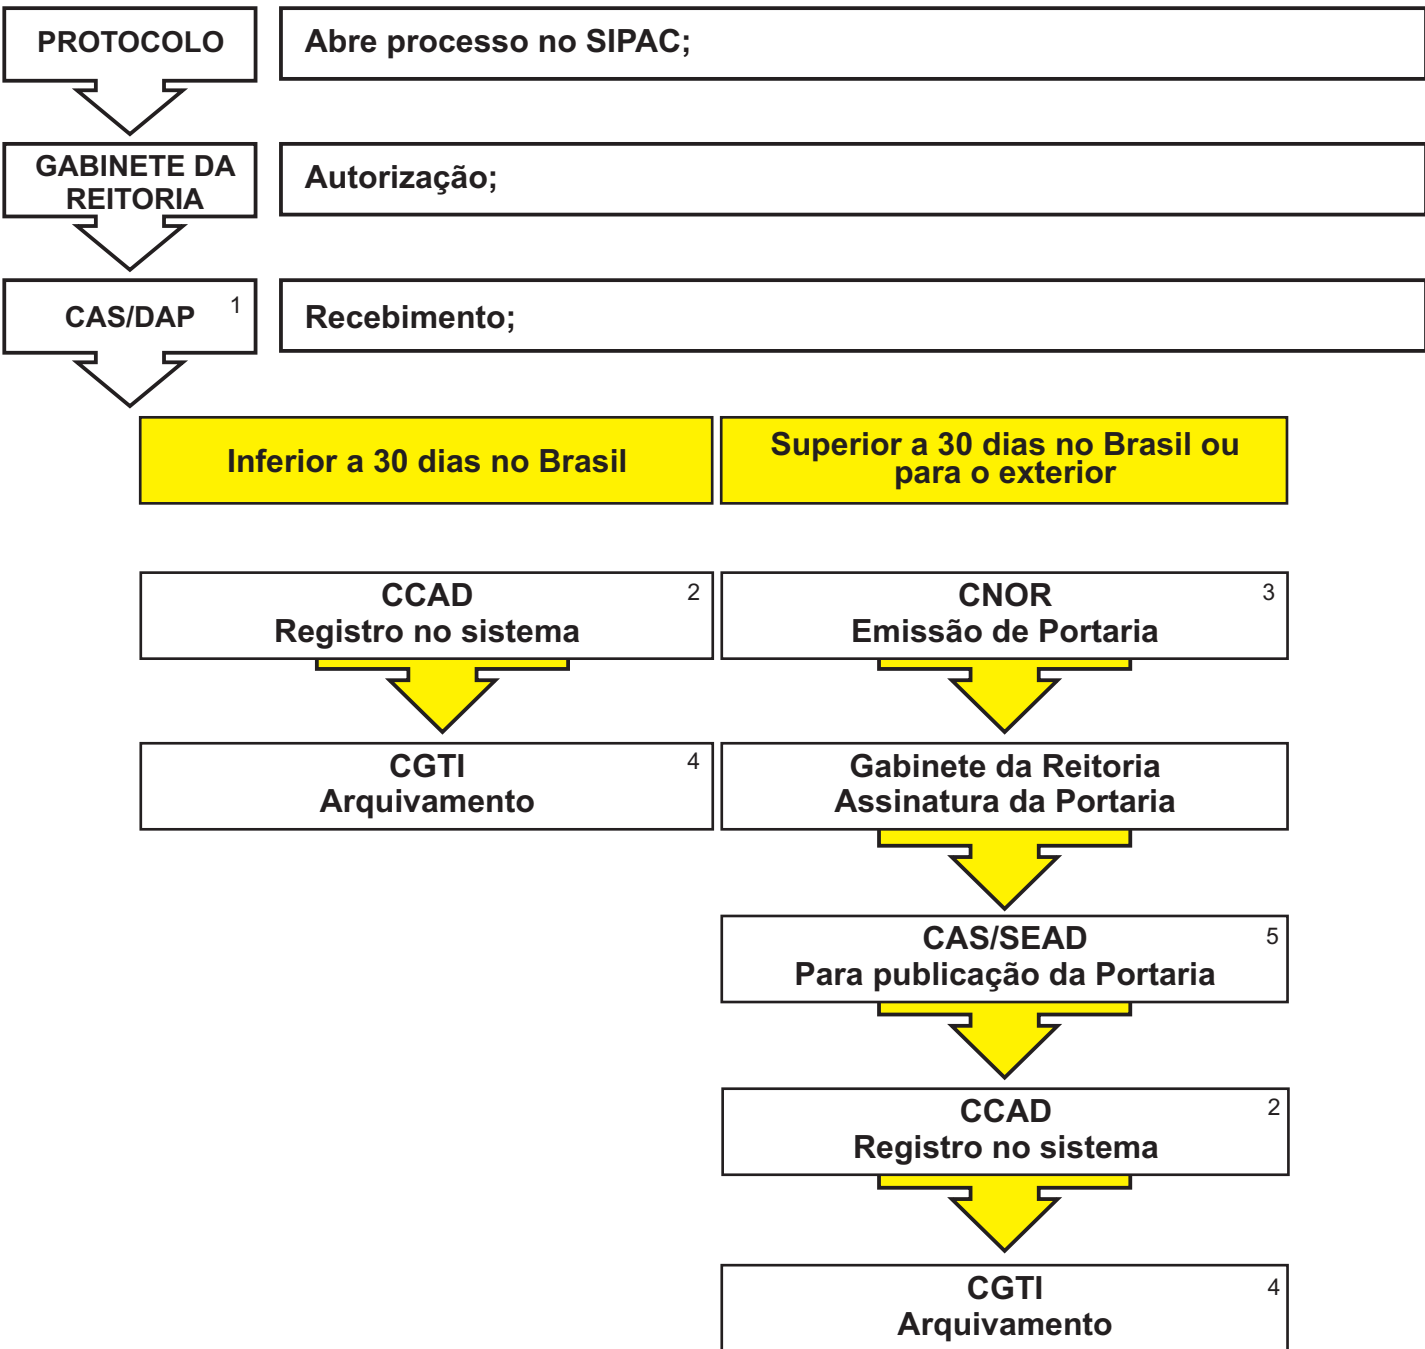 PROTOCOLO
Abre processo no SIPAC;
GABINETE DA
REITORIA
Autorização;
CAS/DAP 1
Recebimento;
Inferior a 30 dias no Brasil
Superior a 30 dias no Brasil ou
para o exterior
CCAD 2
Registro no sistema
CNOR 3
Emissão de Portaria
CGTI 4
Arquivamento
Gabinete da Reitoria
Assinatura da Portaria
CAS/SEAD 5
Para publicação da Portaria
CCAD 2
Registro no sistema
CGTI 4
Arquivamento